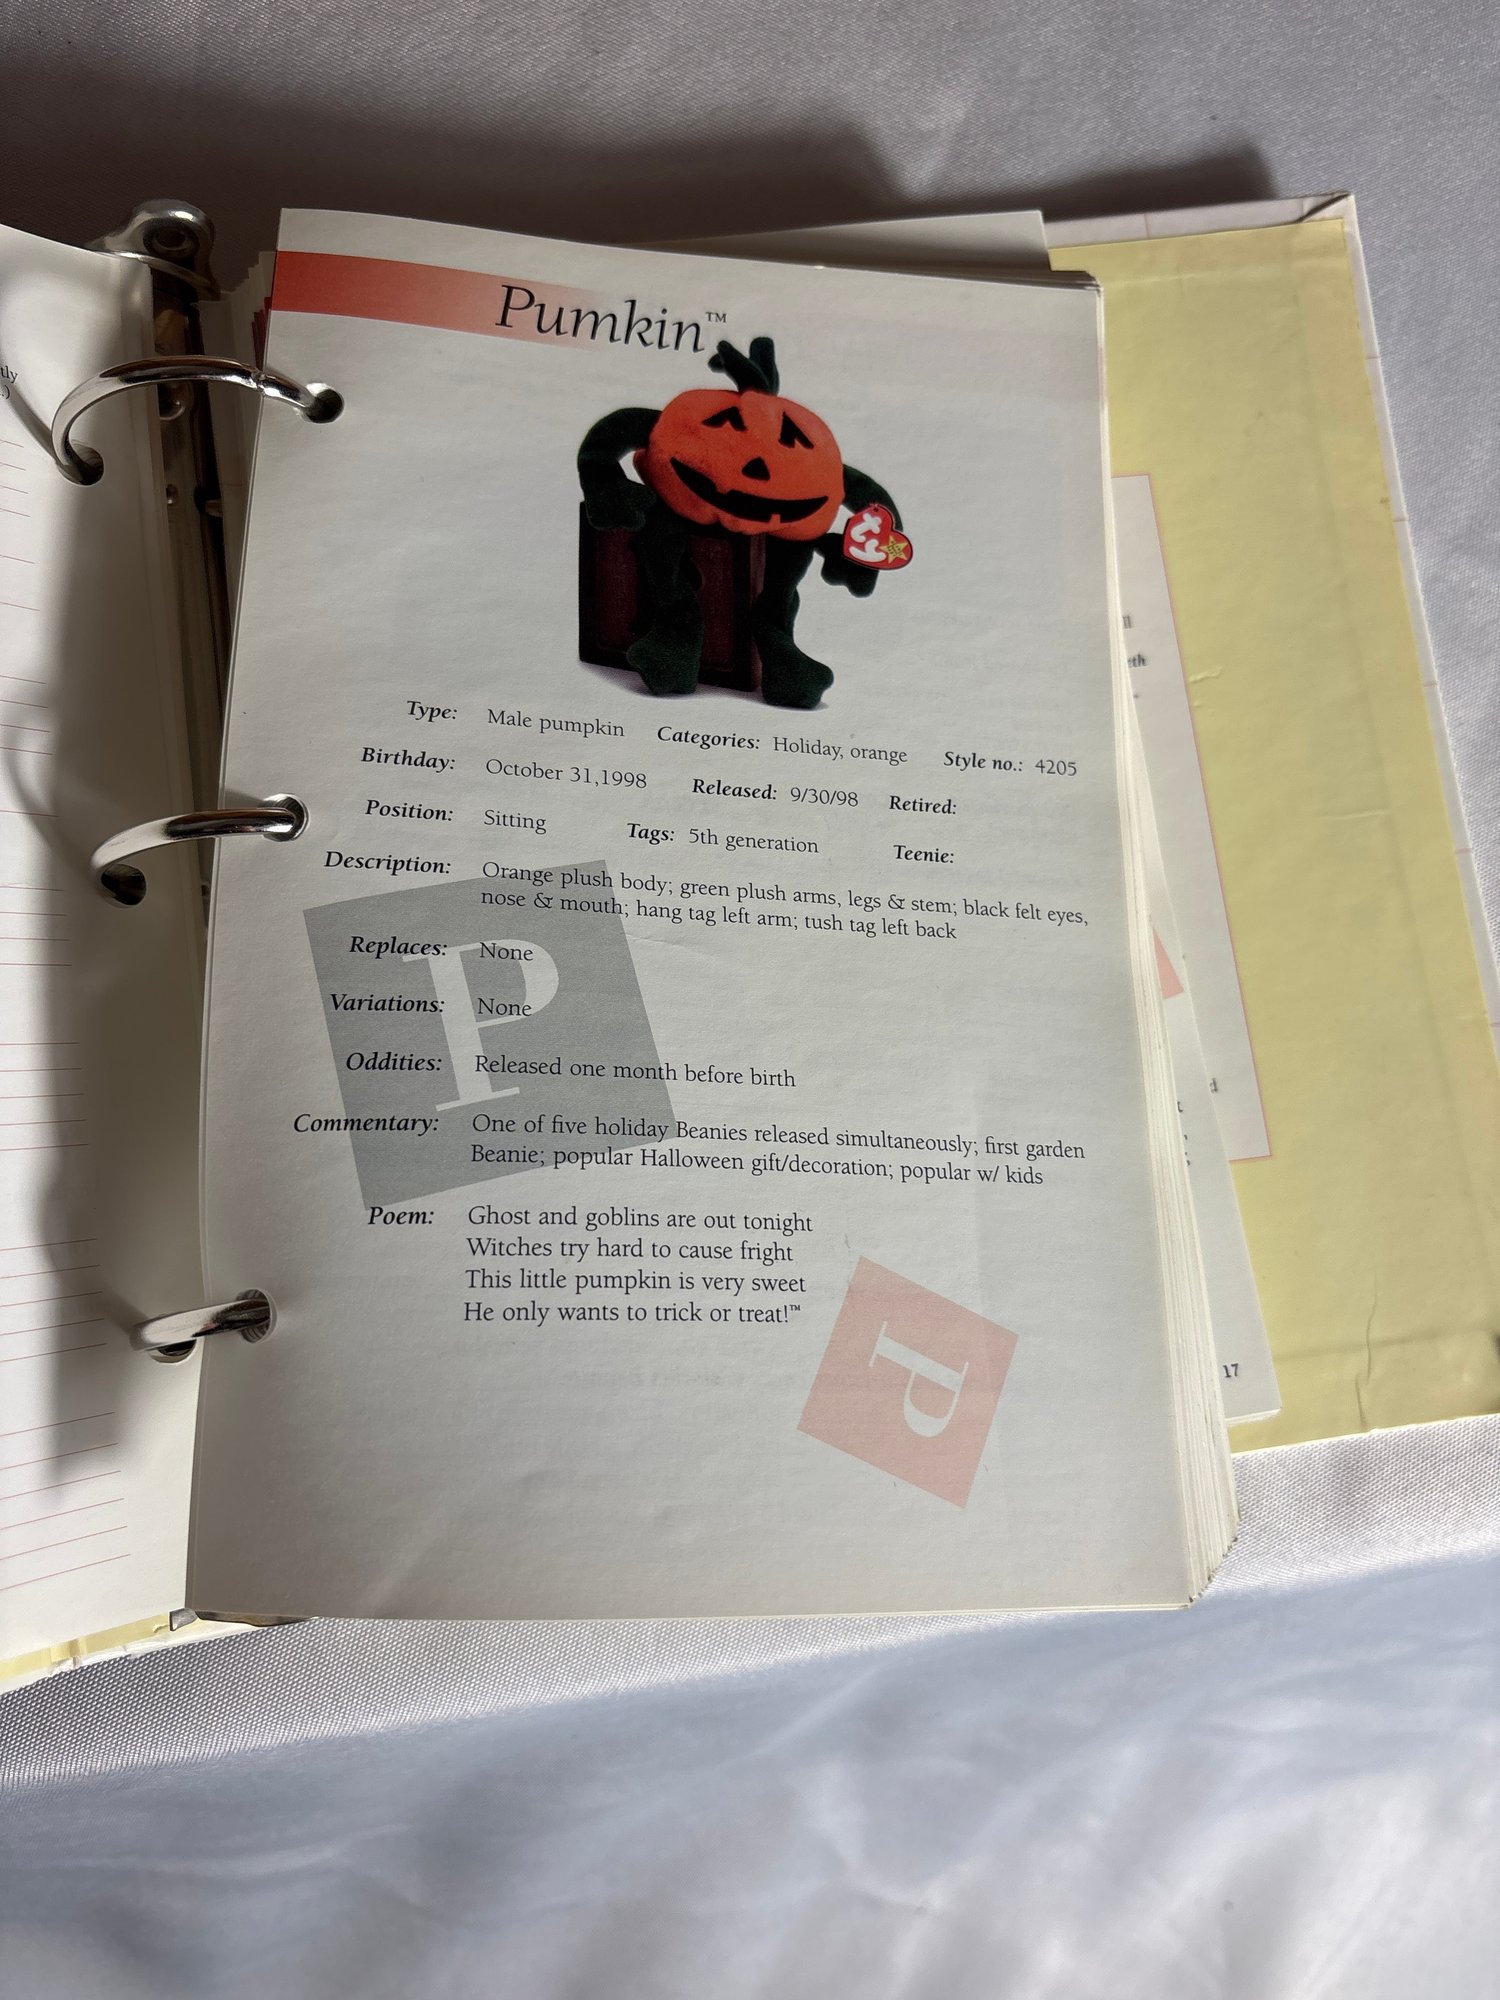 Pumkin™
ty
Type: Male pumpkin Categories: Holiday, orange Style no.: 4205
Birthday: October 31,1998 Released: 9/30/98 Retired:
Position: Sitting Tags: 5th generation Teenie:
Description: Orange plush body; green plush arms, legs & stem; black felt eyes,
nose & mouth; hang tag left arm; tush tag left back
Replaces: None
Variations: None
Oddities: Released one month before birth
Commentary: One of five holiday Beanies released simultaneously; first garden
Beanie; popular Halloween gift/decoration; popular w/ kids
Poem: Ghost and goblins are out tonight
Witches try hard to cause fright
This little pumpkin is very sweet
He only wants to trick or treat!™
P
P
17